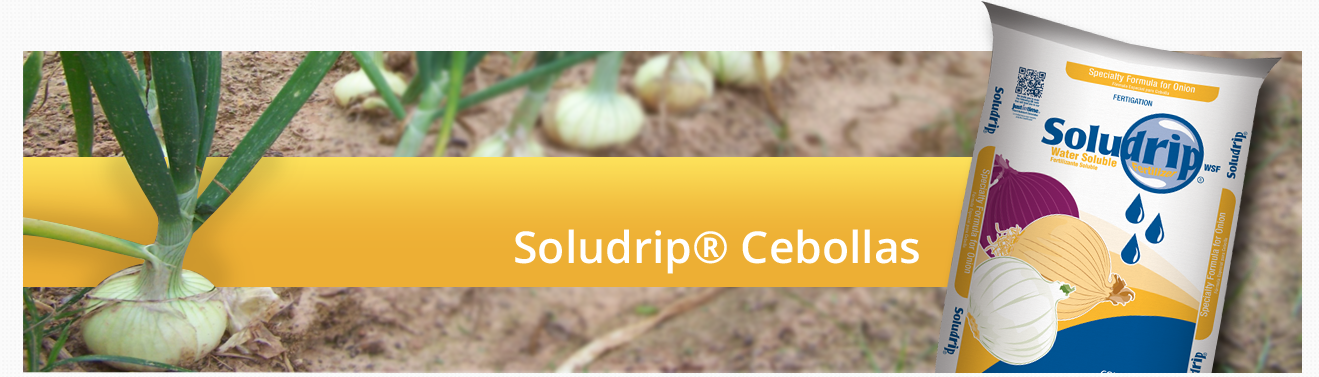 Soludrip® Cebollas
Specialty Formula for Onion
FERTIGATION
Soludrip®
WSF
Water Soluble
Fertilizer
Fertilizante Soluble
Soludrip
Soludrip
Specialty Formula for Onion
Specialty Formula for Onion
Soludrip